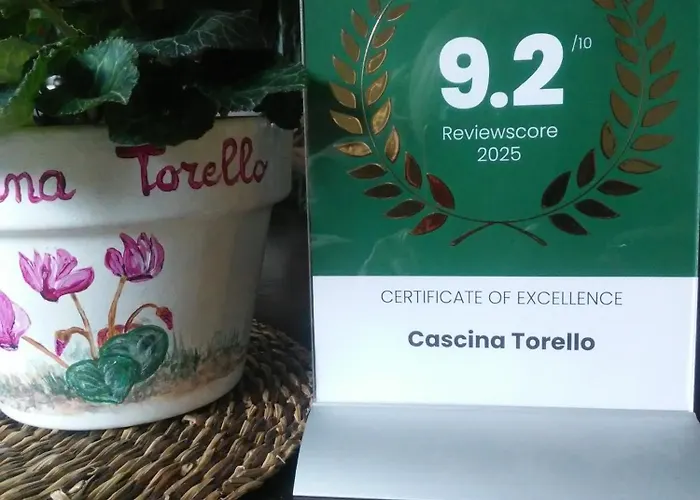 na Torello
9.2 /10
Reviewscore
2025
CERTIFICATE OF EXCELLENCE
Cascina Torello